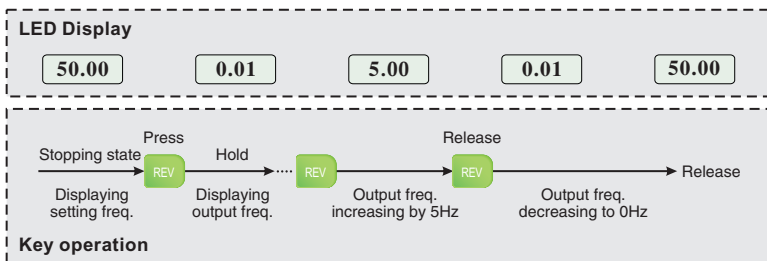 LED Display
50.00 0.01 5.00 0.01 50.00
Press Release
Stopping state Hold
REV ····· REV REV Release
Displaying Displaying Output freq. Output freq.
setting freq. output freq. increasing by 5Hz decreasing to 0Hz
Key operation